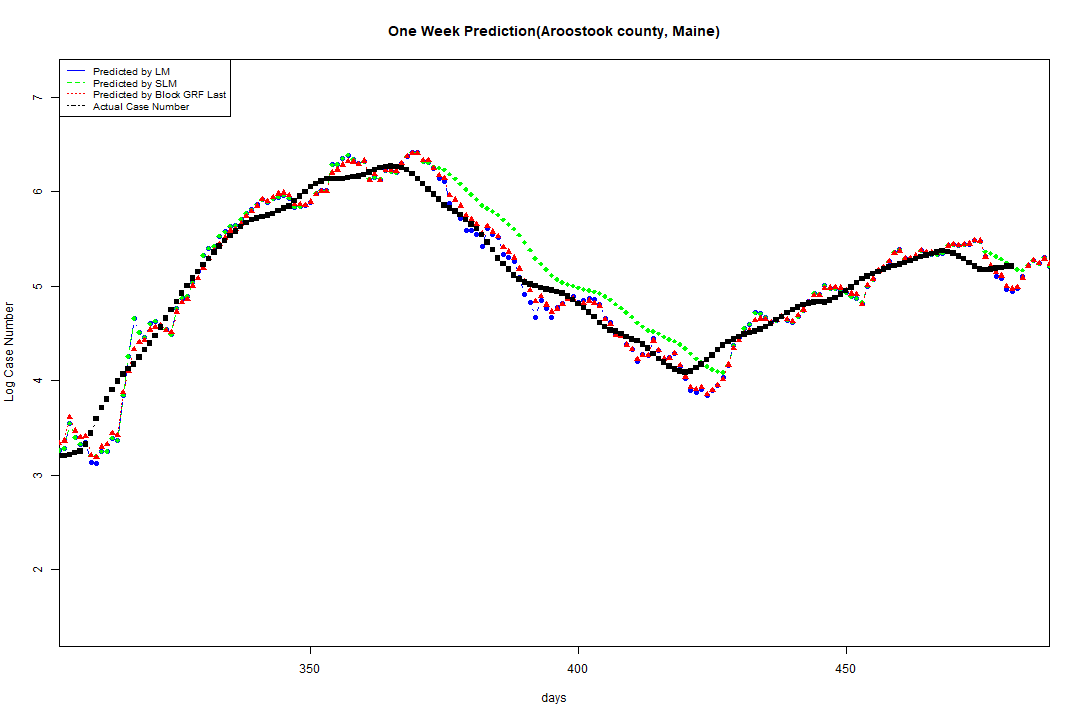 One Week Prediction(Aroostook county, Maine)
Predicted by LM
Predicted by SLM
Predicted by Block GRF Last
Actual Case Number
7
6
5
4
3
2
Log Case Number
350
400
450
days